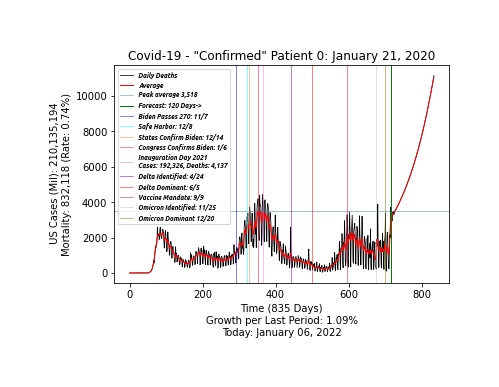 Covid-19 - "Confirmed" Patient 0: January 21, 2020
US Cases (Mil): 210,135,194
Mortality: 832,118 (Rate: 0.74%)
10000
8000
6000
4000
2000
0
Daily Deaths
Average
Peak average 3,518
Forecast: 120 Days->
Biden Passes 270: 11/7
Safe Harbor: 12/8
States Confirm Biden: 12/14
Congress Confirms Biden: 1/6
Inauguration Day 2021
Cases: 192,326, Deaths: 4,137
Delta Identified: 4/24
Delta Dominant: 6/5
Vaccine Mandate: 9/9
Omicron Identified: 11/25
Omicron Dominant 12/20
0 200 400 600 800
Time (835 Days)
Growth per Last Period: 1.09%
Today: January 06, 2022